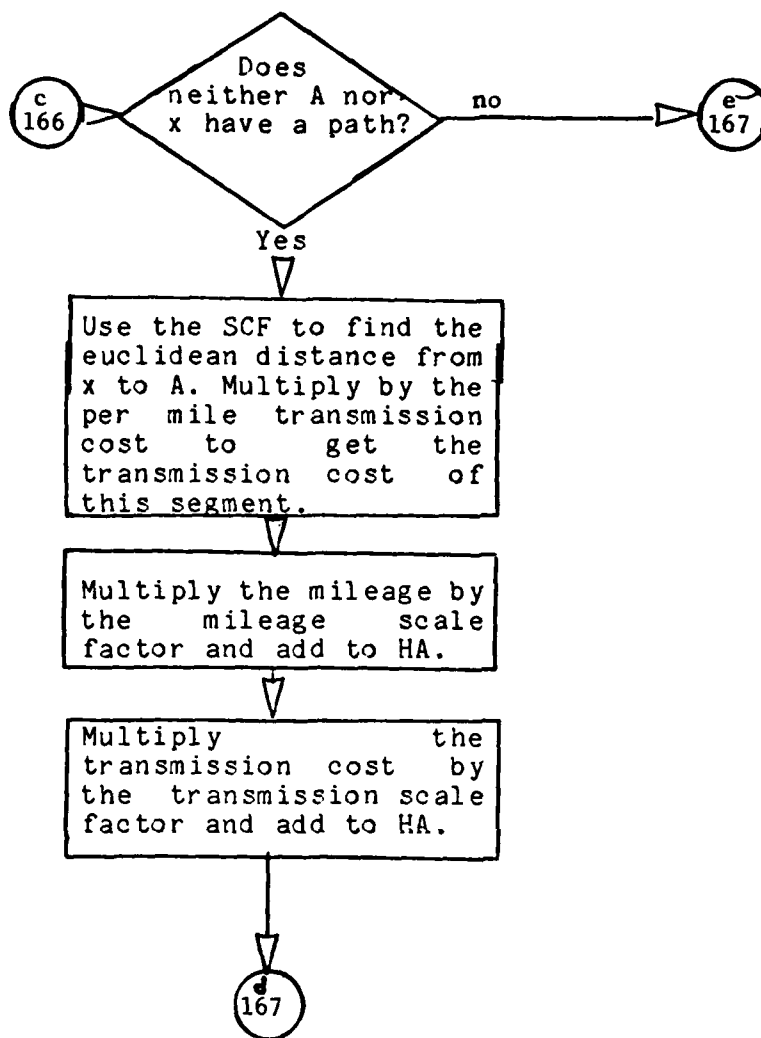 Does
neither A nor
x have a path?
c
166
no
e
167
Yes
Use the SCF to find the
euclidean distance from
x to A. Multiply by the
per mile transmission
cost to get the
transmission cost of
this segment.
Multiply the mileage by
the mileage scale
factor and add to HA.
Multiply the
transmission cost by
the transmission scale
factor and add to HA.
d
167